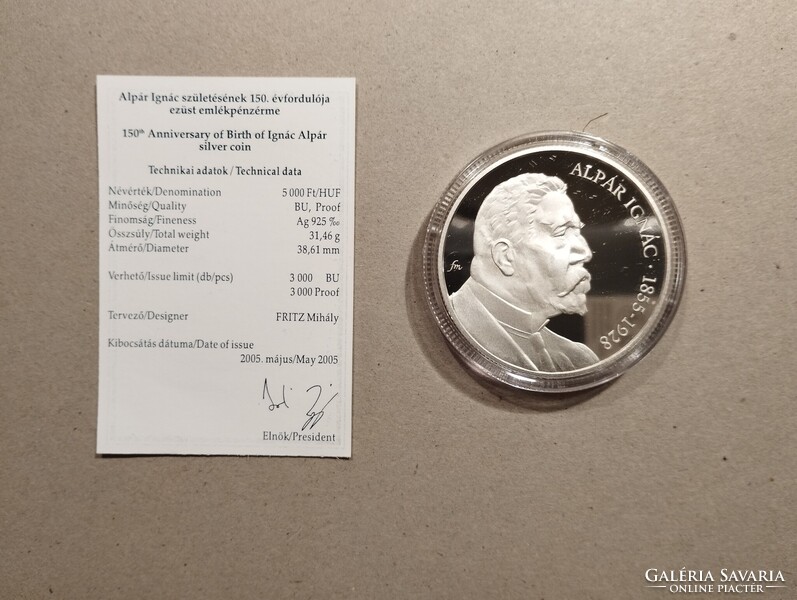 Alpár Ignác születésének 150. évfordulója
ezüst emlékpénzérme
150th Anniversary of Birth of Ignác Alpár
silver coin
Technikai adatok / Technical data
Névérték/Denomination 5 000 Ft/HUF
Minőség/Quality BU, Proof
Finomság/Fineness Ag 925 ‰
Összsúly/Total weight 31,46 g
Átmérő/Diameter 38,61 mm
Verhető/Issue limit (db/pcs) 3 000 BU
3 000 Proof
Tervező/Designer FRITZ Mihály
Kibocsátás dátuma/Date of issue
2005. május/May 2005
Elnök/President
ALPÁR IGNÁC · 1855-1928
fm
GALÉRIA SAVARIA
ONLINE PIACTÉR